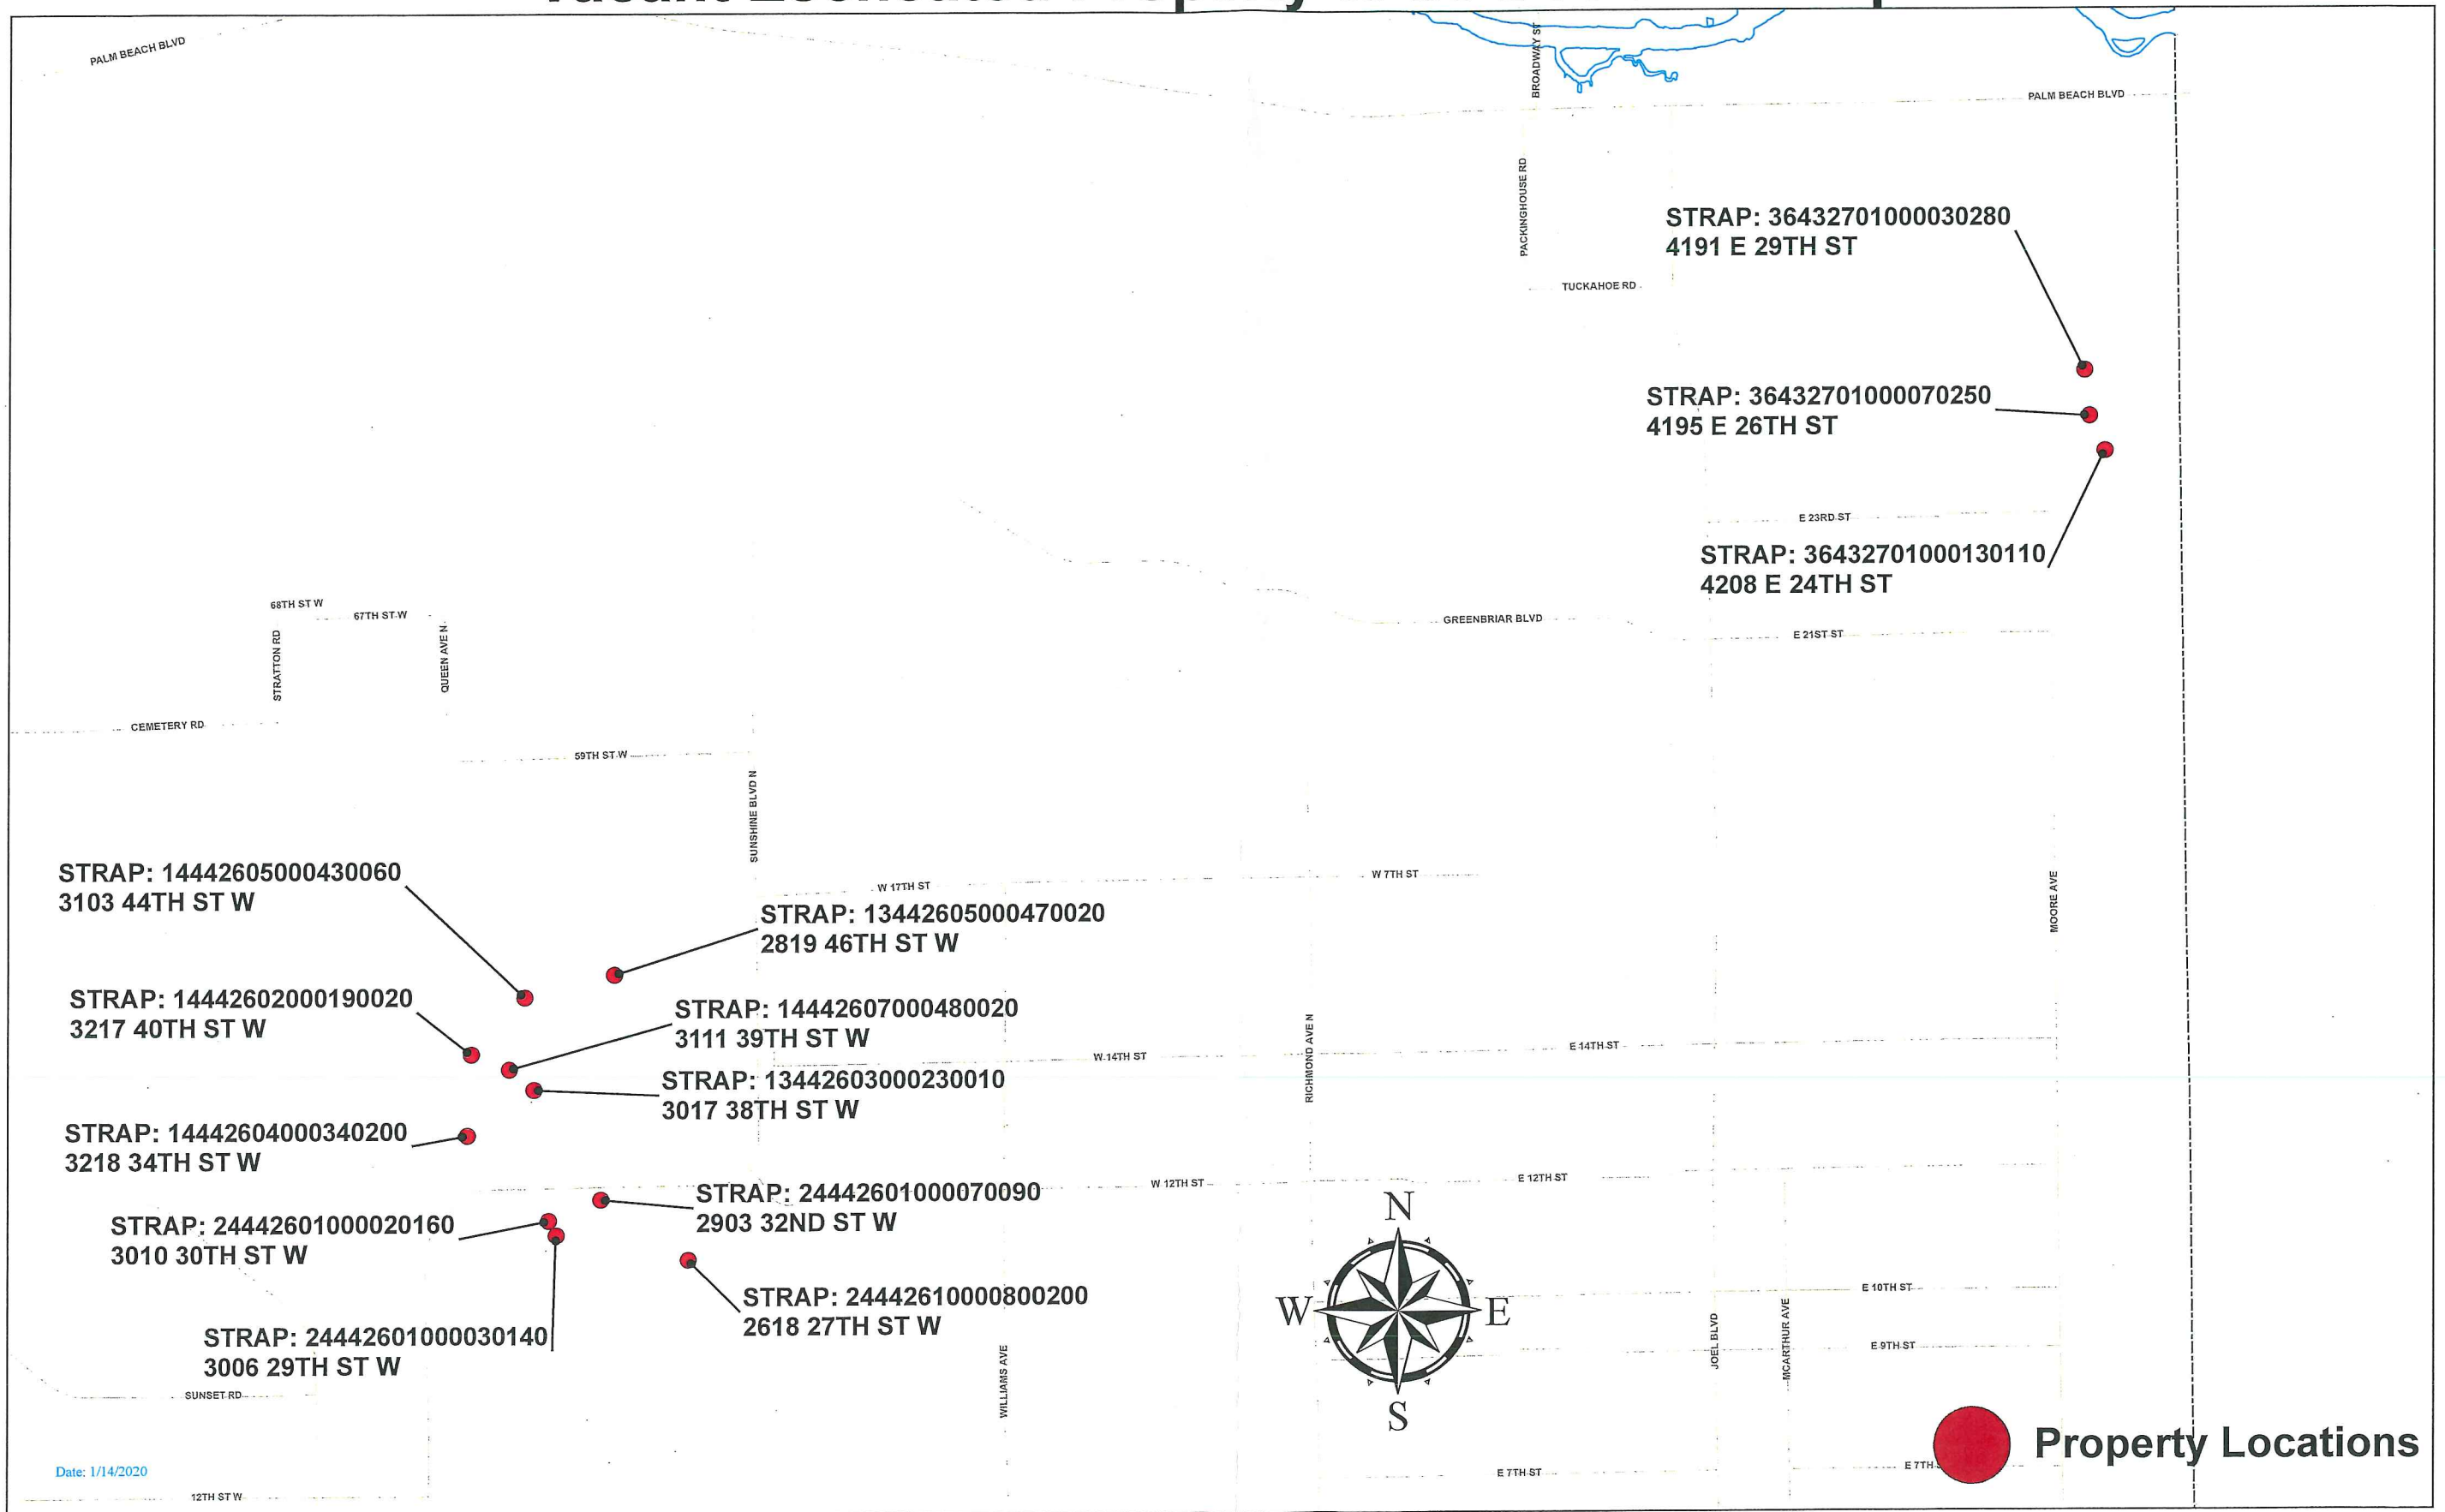 PALM BEACH BLVD
BROADWAY ST
PALM BEACH BLVD
PACKINGHOUSE RD
STRAP: 36432701000030280
4191 E 29TH ST
TUCKAHOE RD
STRAP: 36432701000070250
4195 E 26TH ST
E 23RD ST
STRAP: 36432701000130110
4208 E 24TH ST
68TH ST W
67TH ST W
GREENBRIAR BLVD
E 21ST ST
STRATTON RD
QUEEN AVE N
CEMETERY RD
59TH ST W
SUNSHINE BLVD N
STRAP: 14442605000430060
3103 44TH ST W
W 17TH ST
W 7TH ST
MOORE AVE
STRAP: 13442605000470020
2819 46TH ST W
STRAP: 14442602000190020
3217 40TH ST W
STRAP: 14442607000480020
3111 39TH ST W
RICHMOND AVE N
W 14TH ST
E 14TH ST
STRAP: 13442603000230010
3017 38TH ST W
STRAP: 14442604000340200
3218 34TH ST W
W 12TH ST
E 12TH ST
STRAP: 24442601000070090
2903 32ND ST W
N
STRAP: 24442601000020160
3010 30TH ST W
E 10TH ST
STRAP: 24442610000800200
2618 27TH ST W
W
E
STRAP: 24442601000030140
3006 29TH ST W
JOEL BLVD
MCARTHUR AVE
E 9TH ST
WILLIAMS AVE
SUNSET RD
S
Property Locations
Date: 1/14/2020
E 7TH ST
E 7TH
12TH ST W